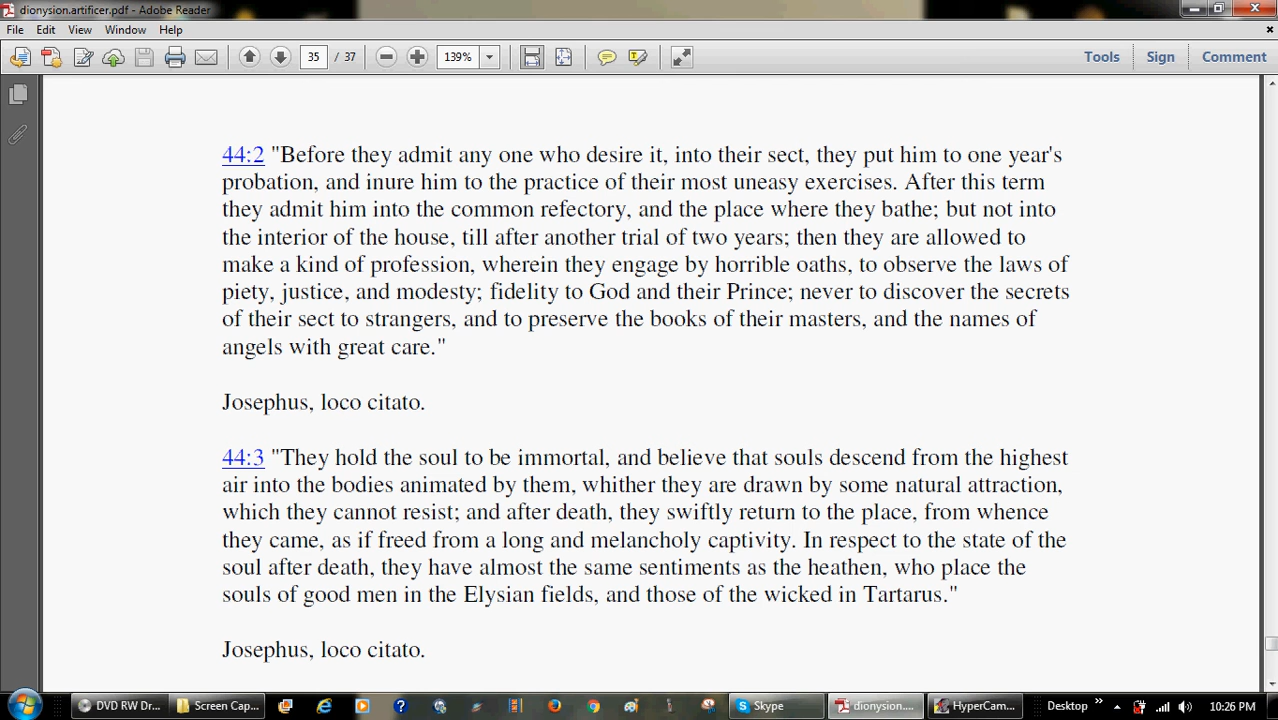 dionysion.artificer.pdf - Adobe Reader
File Edit View Window Help
35 / 37 139% Tools Sign Comment
44:2 "Before they admit any one who desire it, into their sect, they put him to one year's
probation, and inure him to the practice of their most uneasy exercises. After this term
they admit him into the common refectory, and the place where they bathe; but not into
the interior of the house, till after another trial of two years; then they are allowed to
make a kind of profession, wherein they engage by horrible oaths, to observe the laws of
piety, justice, and modesty; fidelity to God and their Prince; never to discover the secrets
of their sect to strangers, and to preserve the books of their masters, and the names of
angels with great care."
Josephus, loco citato.
44:3 "They hold the soul to be immortal, and believe that souls descend from the highest
air into the bodies animated by them, whither they are drawn by some natural attraction,
which they cannot resist; and after death, they swiftly return to the place, from whence
they came, as if freed from a long and melancholy captivity. In respect to the state of the
soul after death, they have almost the same sentiments as the heathen, who place the
souls of good men in the Elysian fields, and those of the wicked in Tartarus."
Josephus, loco citato.
DVD RW Dr... Screen Cap... Skype dionysion.... HyperCam... Desktop » 10:26 PM